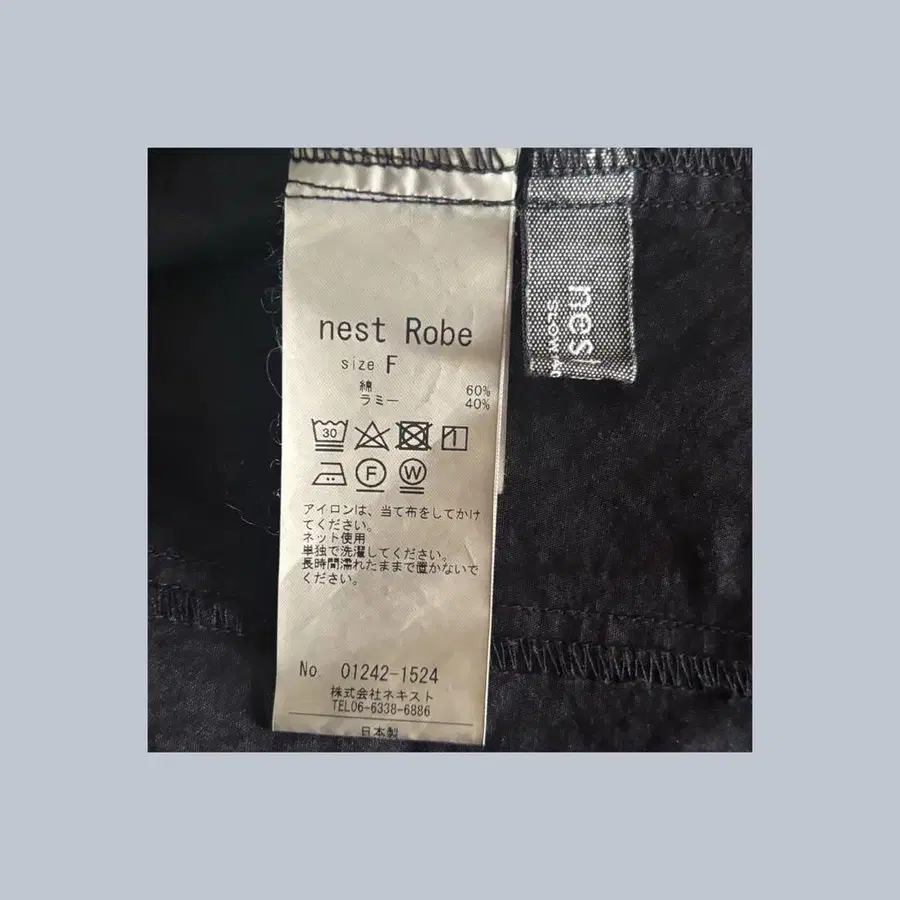 nest Robe
size F
綿 60%
ラミー 40%
30
F W
アイロンは、当て布をしてかけ
てください。
ネット使用
単独で洗濯してください。
長時間濡れたままで置かないで
ください。
No 01242-1524
株式会社ネキスト
TEL06-6338-6886
日本製
nes